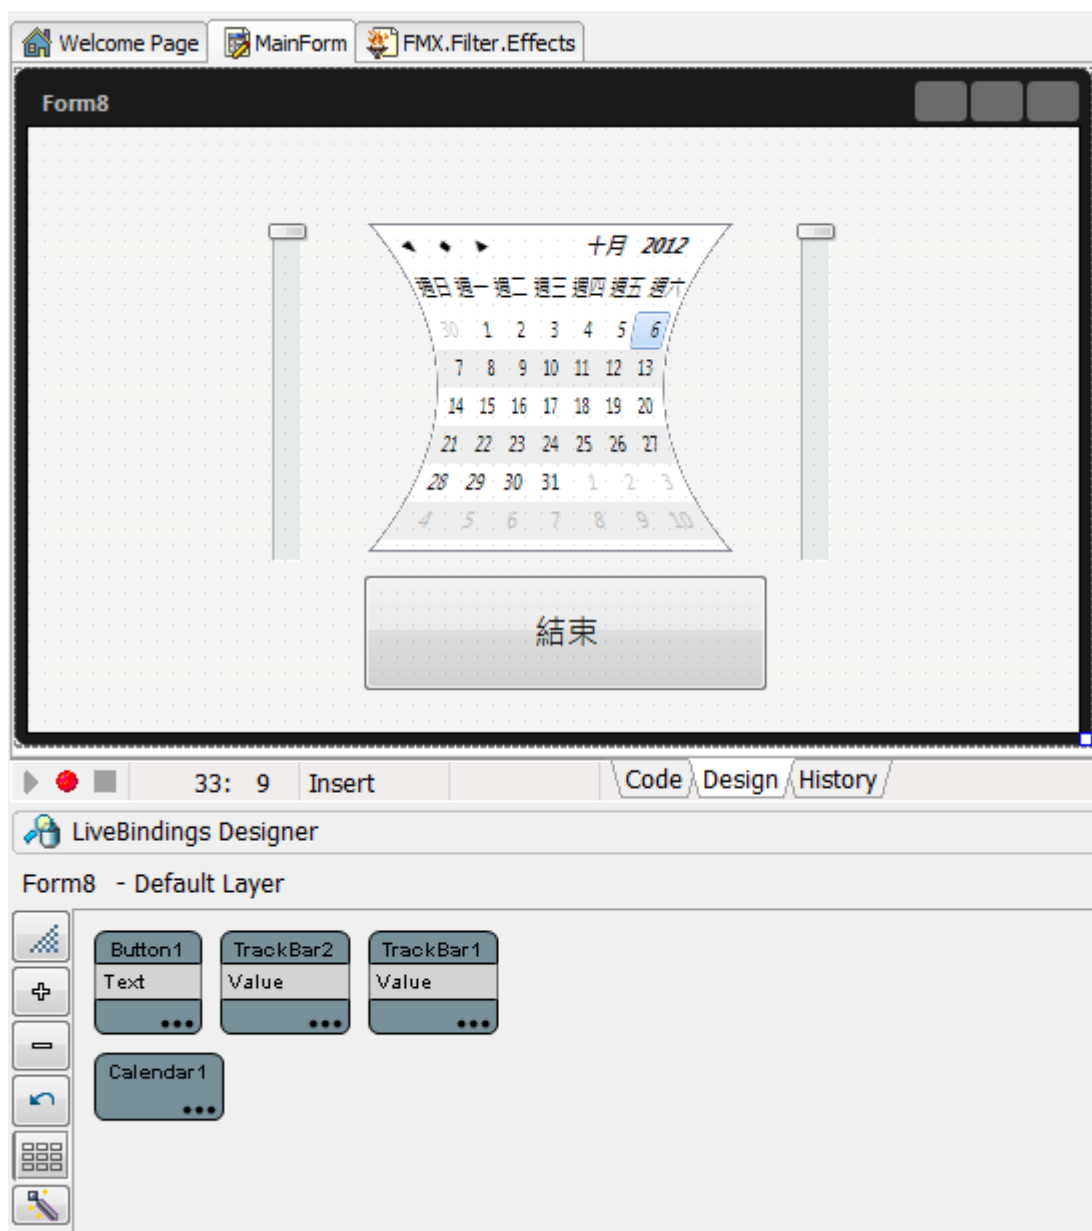 Welcome Page MainForm FMX.Filter.Effects
Form8
十月 2012
週日 週一 週二 週三 週四 週五 週六
30 1 2 3 4 5 6
7 8 9 10 11 12 13
14 15 16 17 18 19 20
21 22 23 24 25 26 27
28 29 30 31 1 2 3
4 5 6 7 8 9 10
結束
33: 9 Insert Code Design History
LiveBindings Designer
Form8 - Default Layer
Button1 TrackBar2 TrackBar1
Text Value Value
Calendar1